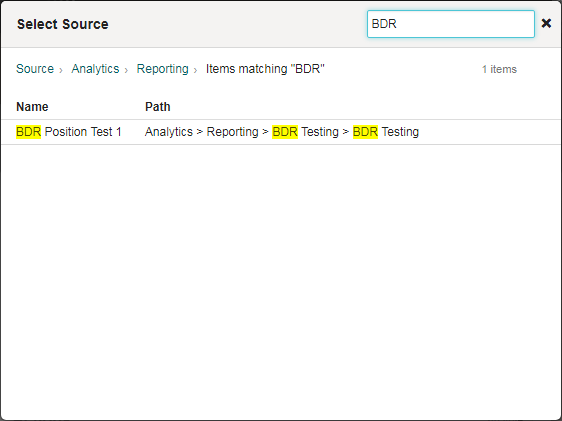 Select Source
BDR
Source › Analytics › Reporting › Items matching "BDR"
1 items
Name Path
BDR Position Test 1 Analytics > Reporting > BDR Testing > BDR Testing